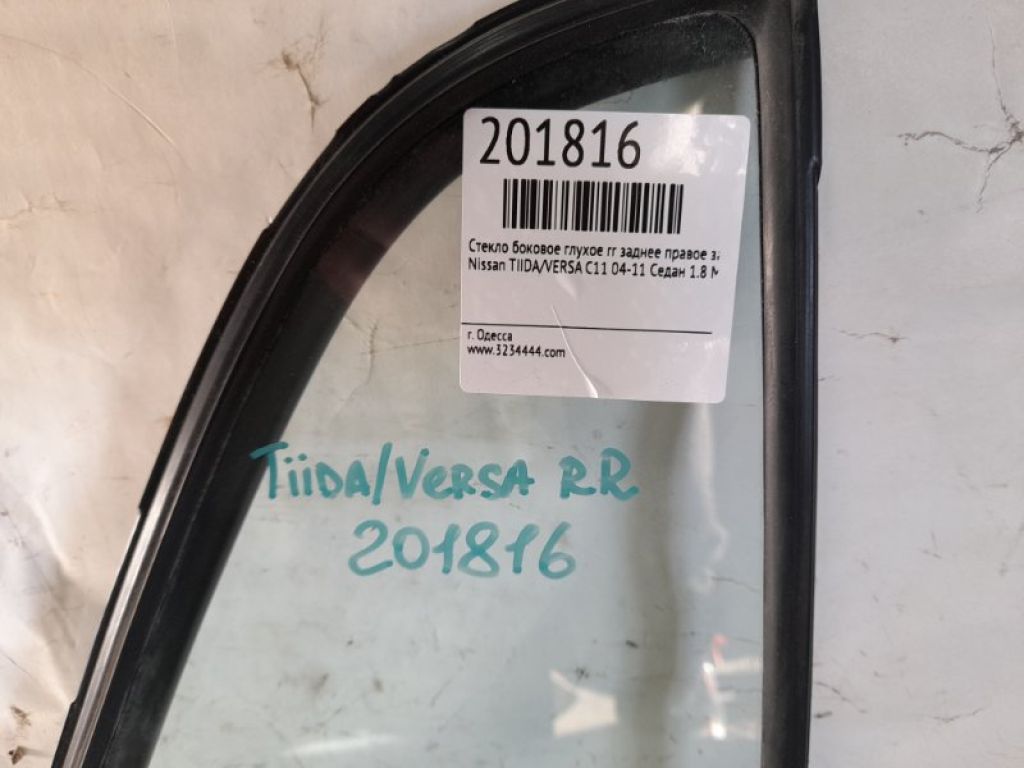 201816
Стекло боковое глухое rr заднее правое
Nissan TIIDA/VERSA C11 04-11 Седан 1.8
г. Одесса
www.3234444.com
TiiDA/VERSA RR
201816